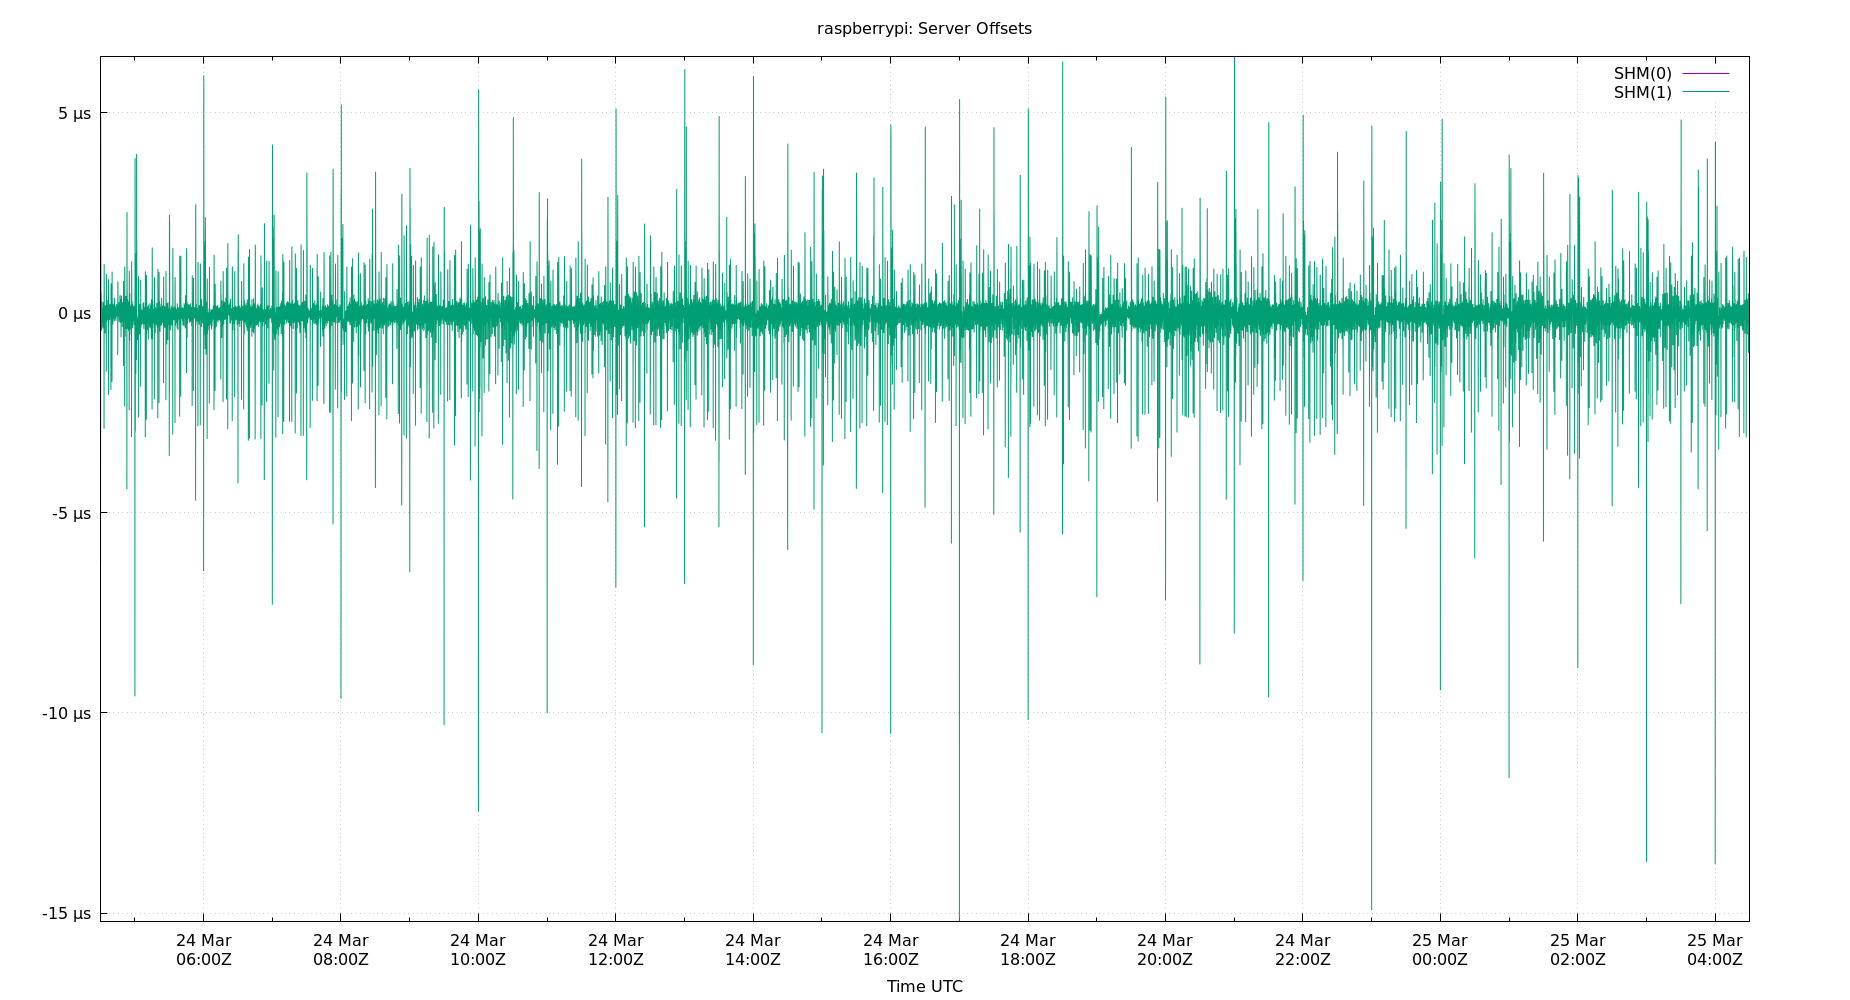 raspberrypi: Server Offsets
SHM(0)
SHM(1)
5 µs
0 µs
-5 µs
-10 µs
-15 µs
24 Mar 24 Mar 24 Mar 24 Mar 24 Mar 24 Mar 24 Mar 24 Mar 24 Mar 25 Mar 25 Mar 25 Mar
06:00Z 08:00Z 10:00Z 12:00Z 14:00Z 16:00Z 18:00Z 20:00Z 22:00Z 00:00Z 02:00Z 04:00Z
Time UTC